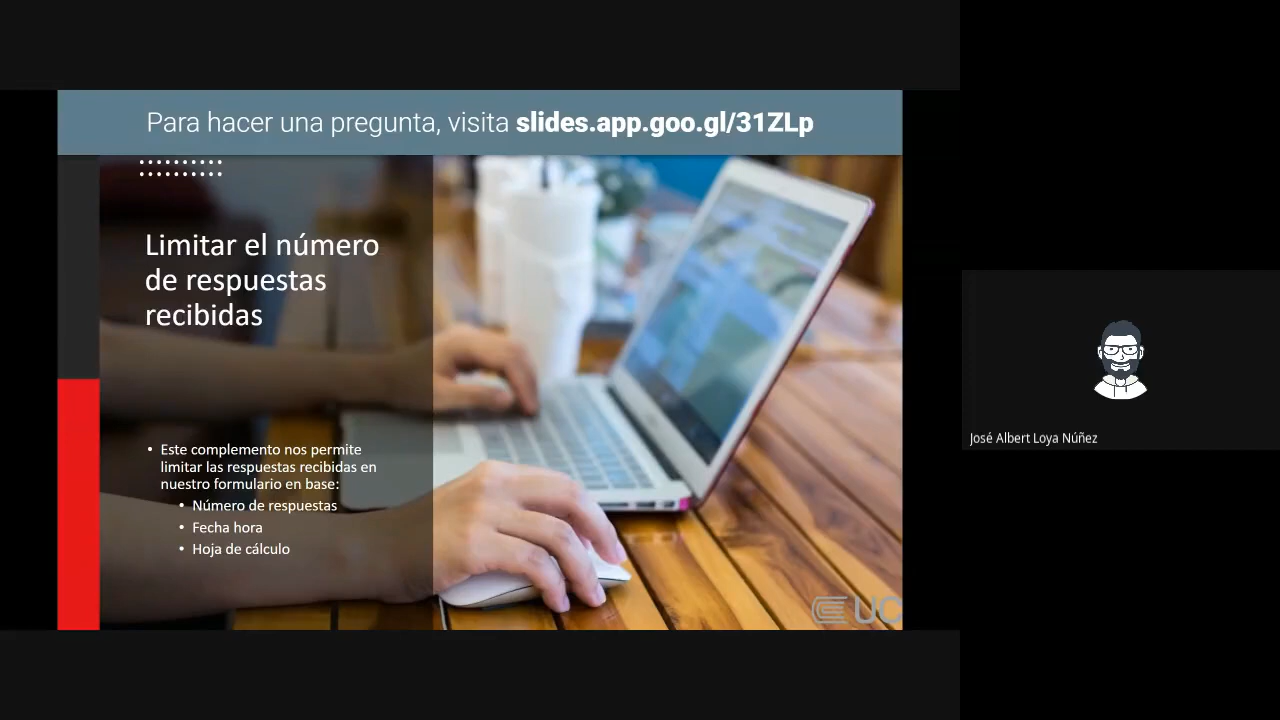 Para hacer una pregunta, visita slides.app.goo.gl/31ZLp
Limitar el número
de respuestas
recibidas
• Este complemento nos permite
limitar las respuestas recibidas en
nuestro formulario en base:
• Número de respuestas
• Fecha hora
• Hoja de cálculo
UC
José Albert Loya Núñez